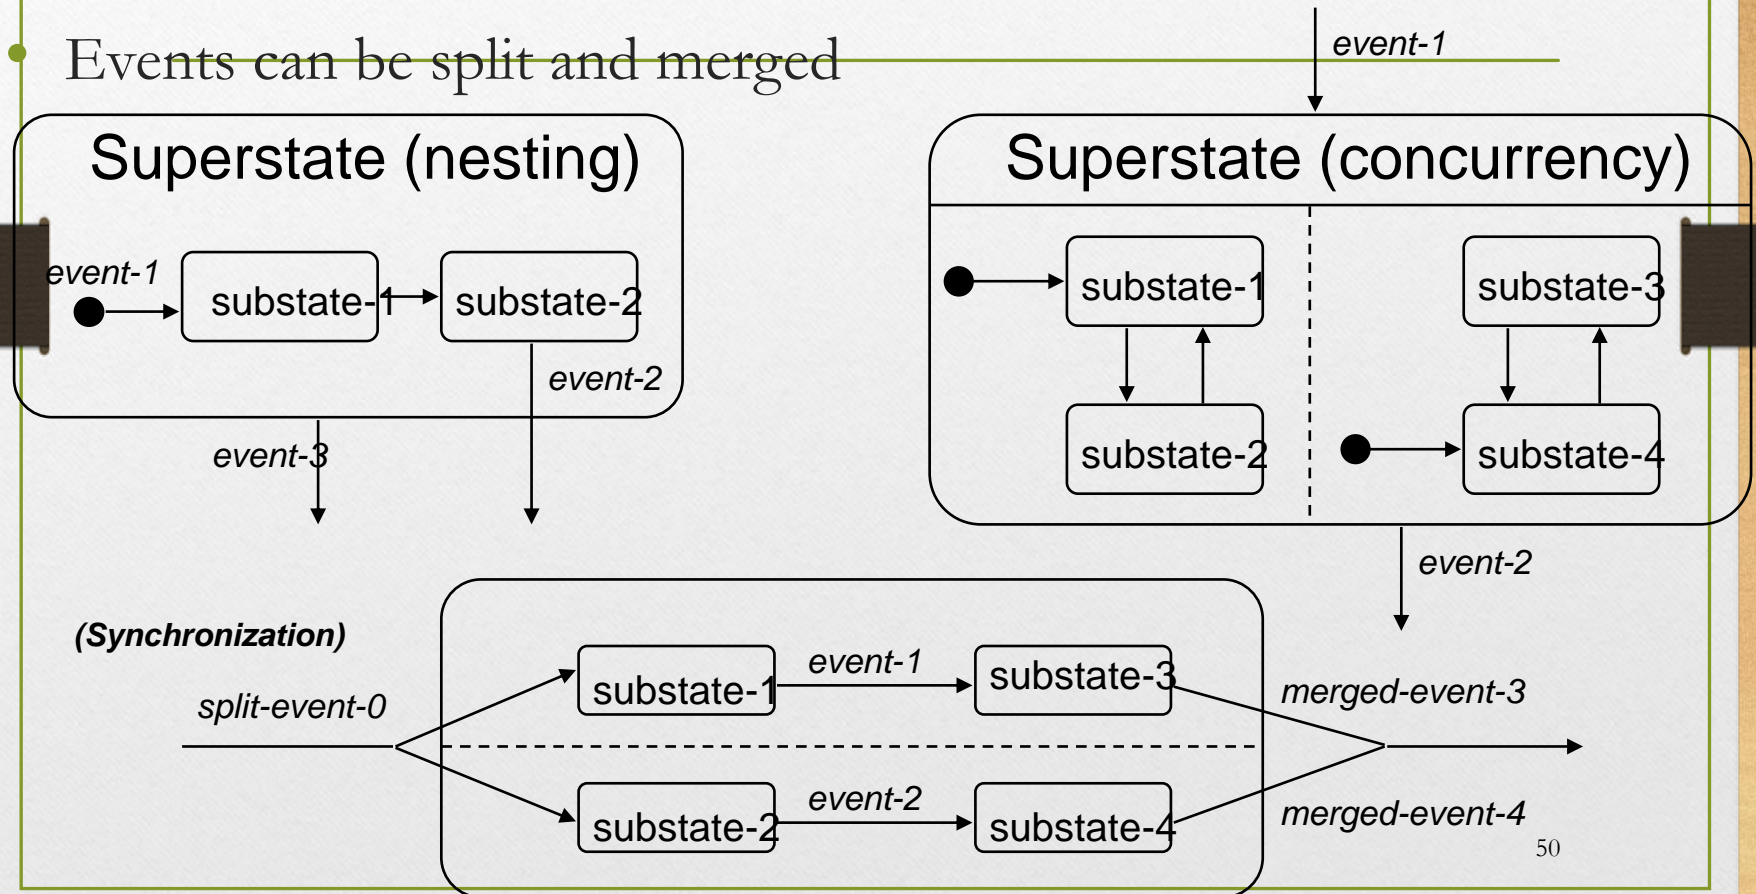 Events can be split and merged
event-1
Superstate (nesting)
event-1
substate-1
substate-2
event-2
event-3
Superstate (concurrency)
substate-1
substate-3
substate-2
substate-4
event-2
(Synchronization)
split-event-0
substate-1
event-1
substate-3
merged-event-3
substate-2
event-2
substate-4
merged-event-4
50